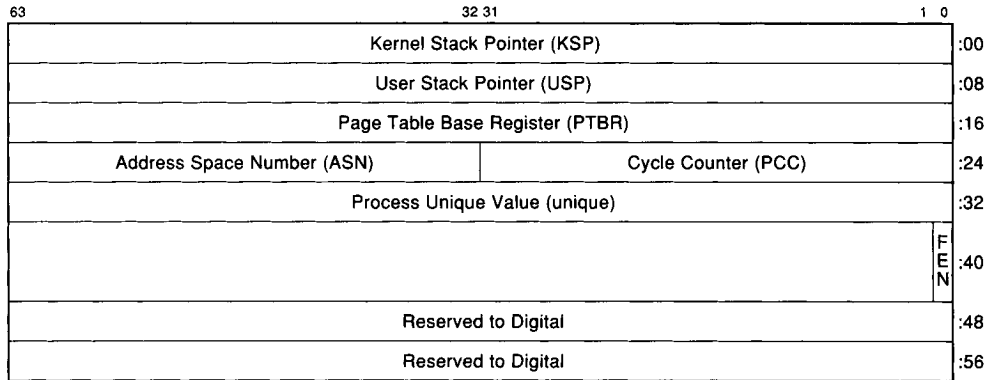 63 32 31 1 0
Kernel Stack Pointer (KSP) :00
User Stack Pointer (USP) :08
Page Table Base Register (PTBR) :16
Address Space Number (ASN) Cycle Counter (PCC) :24
Process Unique Value (unique) :32
FEN :40
Reserved to Digital :48
Reserved to Digital :56